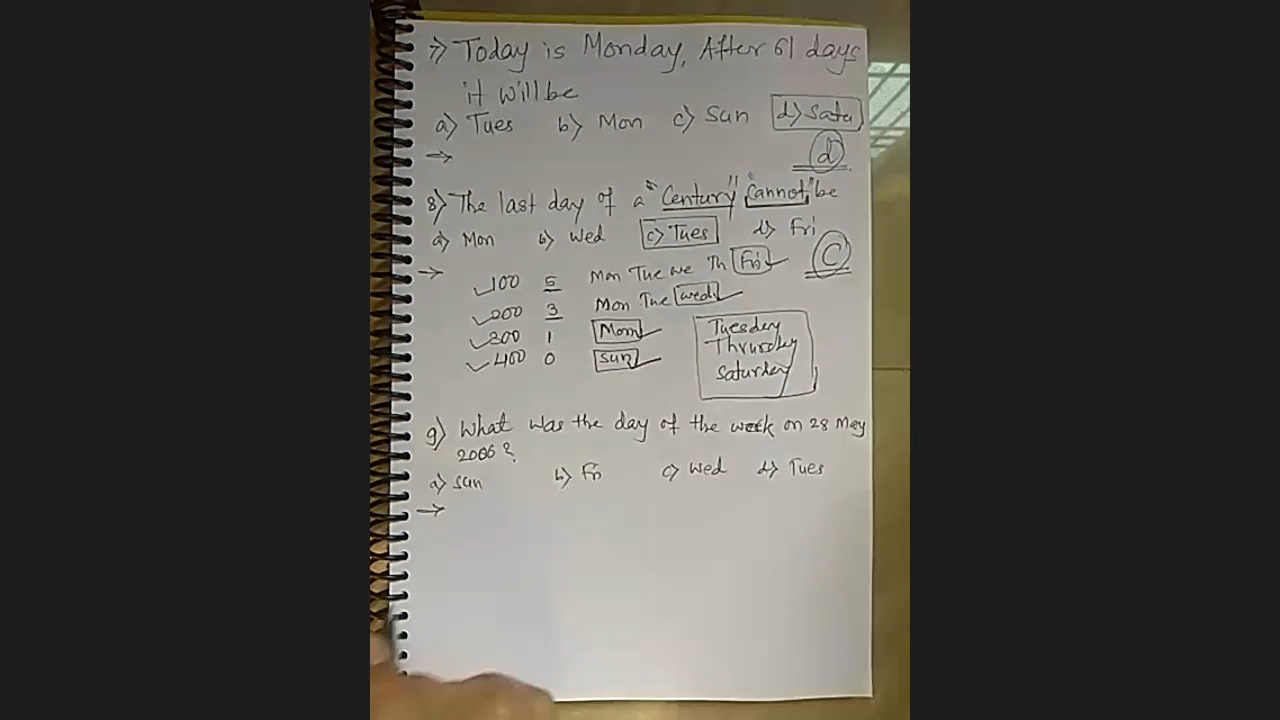 7) Today is Monday, After 61 days
it will be
a) Tues b) Mon c) Sun d) Satu
→ d
8) The last day of a "Century" "Cannot" be
a) Mon b) Wed c) Tues d) Fri
→ C
100 5 Mon Tue We Th Fri
200 3 Mon Tue wed
300 1 Mon
400 0 Sun
Tuesday
Thrursday
Saturday
9) What was the day of the week on 28 May
2006 ?
a) Sun b) Fri c) Wed d) Tues
→